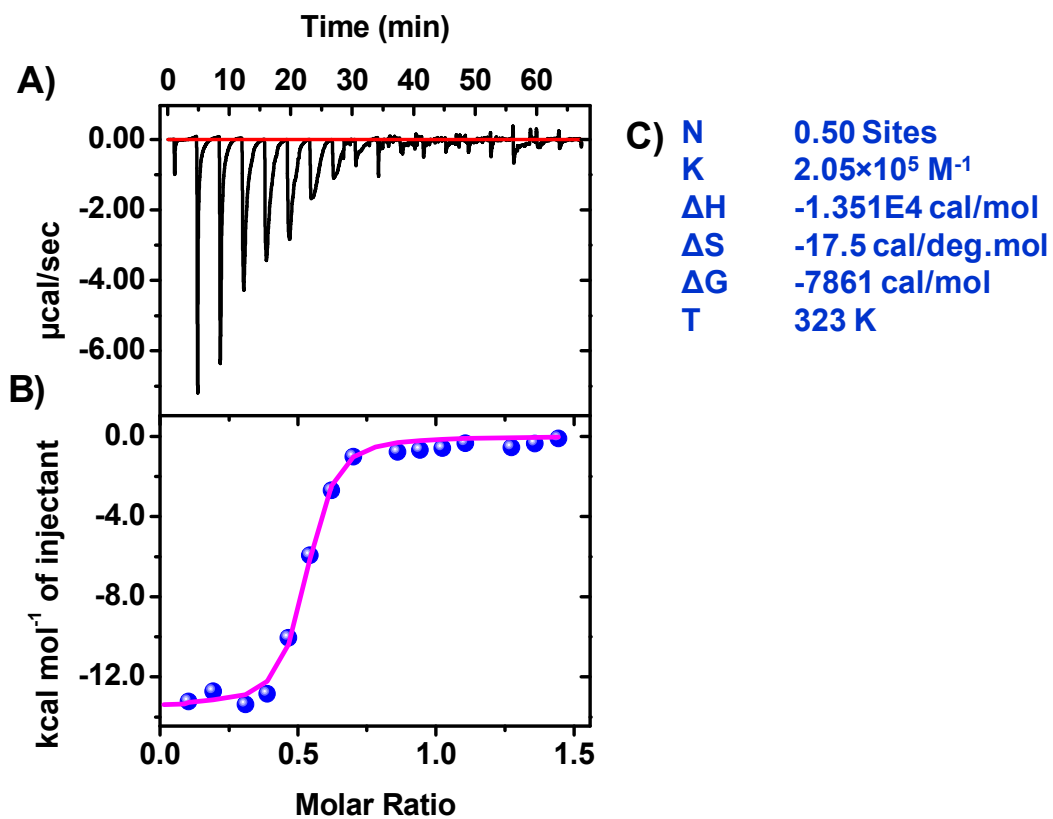 Time (min)
A)
0 10 20 30 40 50 60
0.00
-2.00
-4.00
-6.00
µcal/sec
B)
0.0
-4.0
-8.0
-12.0
kcal mol⁻¹ of injectant
0.0 0.5 1.0 1.5
Molar Ratio
C) N 0.50 Sites
K 2.05×10⁵ M⁻¹
ΔH -1.351E4 cal/mol
ΔS -17.5 cal/deg.mol
ΔG -7861 cal/mol
T 323 K